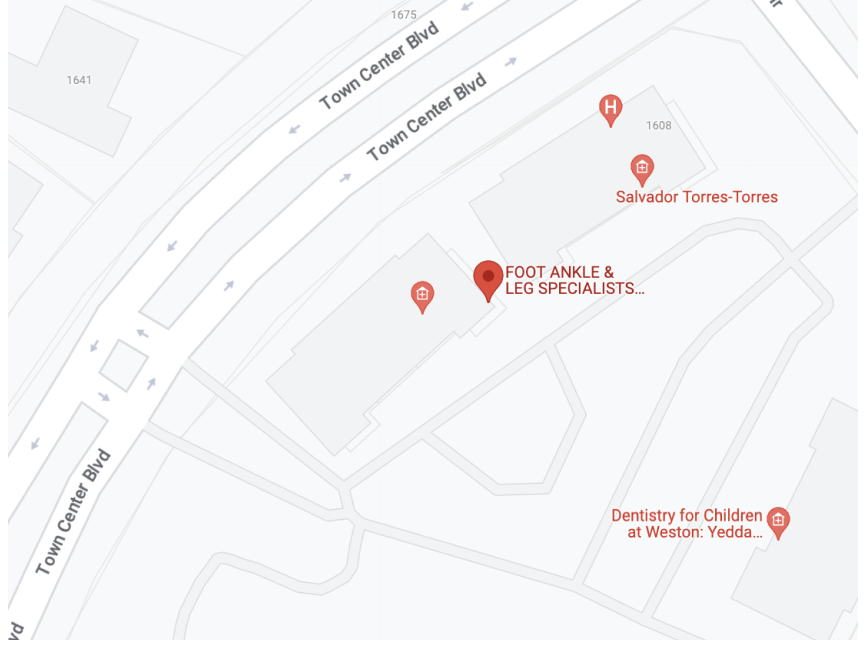 1675
Town Center Blvd
1641
Town Center Blvd
H
1608
Salvador Torres-Torres
FOOT ANKLE &
LEG SPECIALISTS...
Dentistry for Children
at Weston: Yedda...
Town Center Blvd